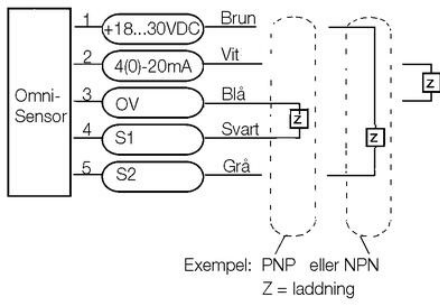 Omni-
Sensor
1 +18...30VDC Brun
2 4(0)-20mA Vit
3 OV Blå
4 S1 Svart
5 S2 Grå
Z
Z
Z
Exempel: PNP eller NPN
Z = laddning